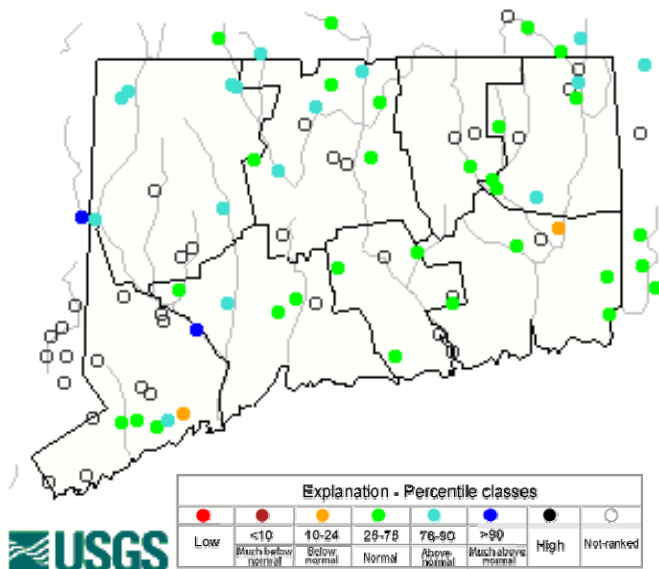 Explanation - Percentile classes
Low
<10
10-24
25-75
76-90
>90
High
Not-ranked
Much below normal
Below normal
Normal
Above normal
Much above normal
USGS